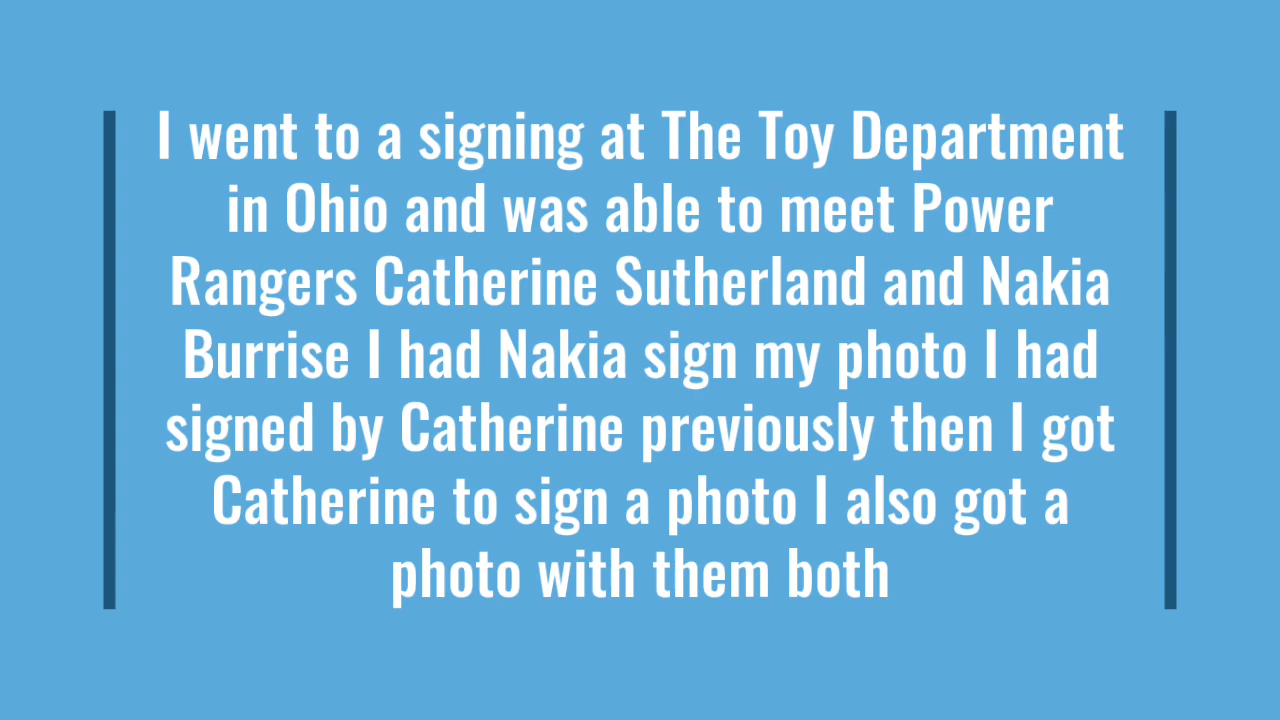 I went to a signing at The Toy Department
in Ohio and was able to meet Power
Rangers Catherine Sutherland and Nakia
Burrise I had Nakia sign my photo I had
signed by Catherine previously then I got
Catherine to sign a photo I also got a
photo with them both